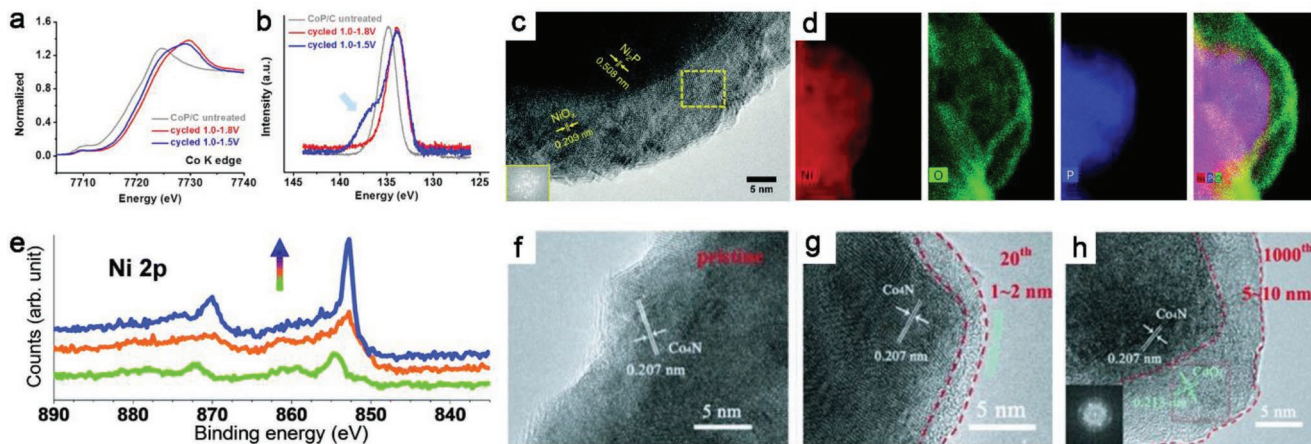 a
Normalized
1.6
1.2
0.8
0.4
0.0
CoP/C untreated
cycled 1.0-1.8V
cycled 1.0-1.5V
Co K edge
7710 7720 7730 7740
Energy (eV)
b
Intensity (a.u.)
CoP/C untreated
cycled 1.0-1.8V
cycled 1.0-1.5V
144 140 135 130 125
Energy (eV)
c
Ni₂P
0.508 nm
NiOₓ
0.209 nm
5 nm
d
Ni
O
P
Ni P O
e
Ni 2p
Counts (arb. unit)
890 880 870 860 850 840
Binding energy (eV)
f
pristine
Co₄N
0.207 nm
5 nm
g
20th
1~2 nm
Co₄N
0.207 nm
5 nm
h
1000th
5~10 nm
Co₄N
0.207 nm
0.213 nm
5 nm